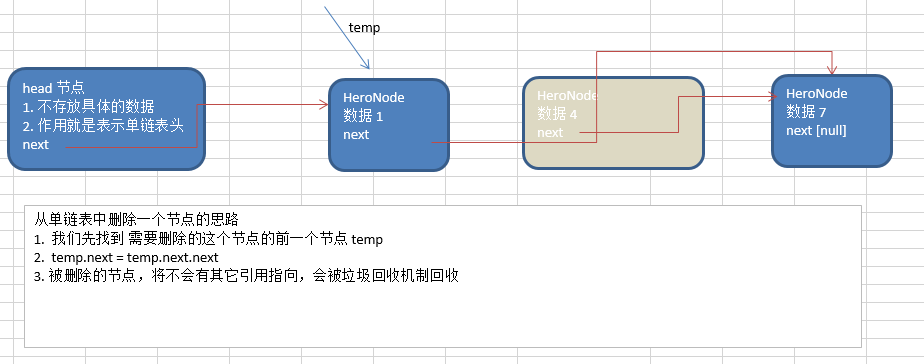 temp
head 节点
1. 不存放具体的数据
2. 作用就是表示单链表头
next
HeroNode
数据 1
next
HeroNode
数据 4
next
HeroNode
数据 7
next [null]
从单链表中删除一个节点的思路
1. 我们先找到 需要删除的这个节点的前一个节点 temp
2. temp.next = temp.next.next
3. 被删除的节点，将不会有其它引用指向，会被垃圾回收机制回收